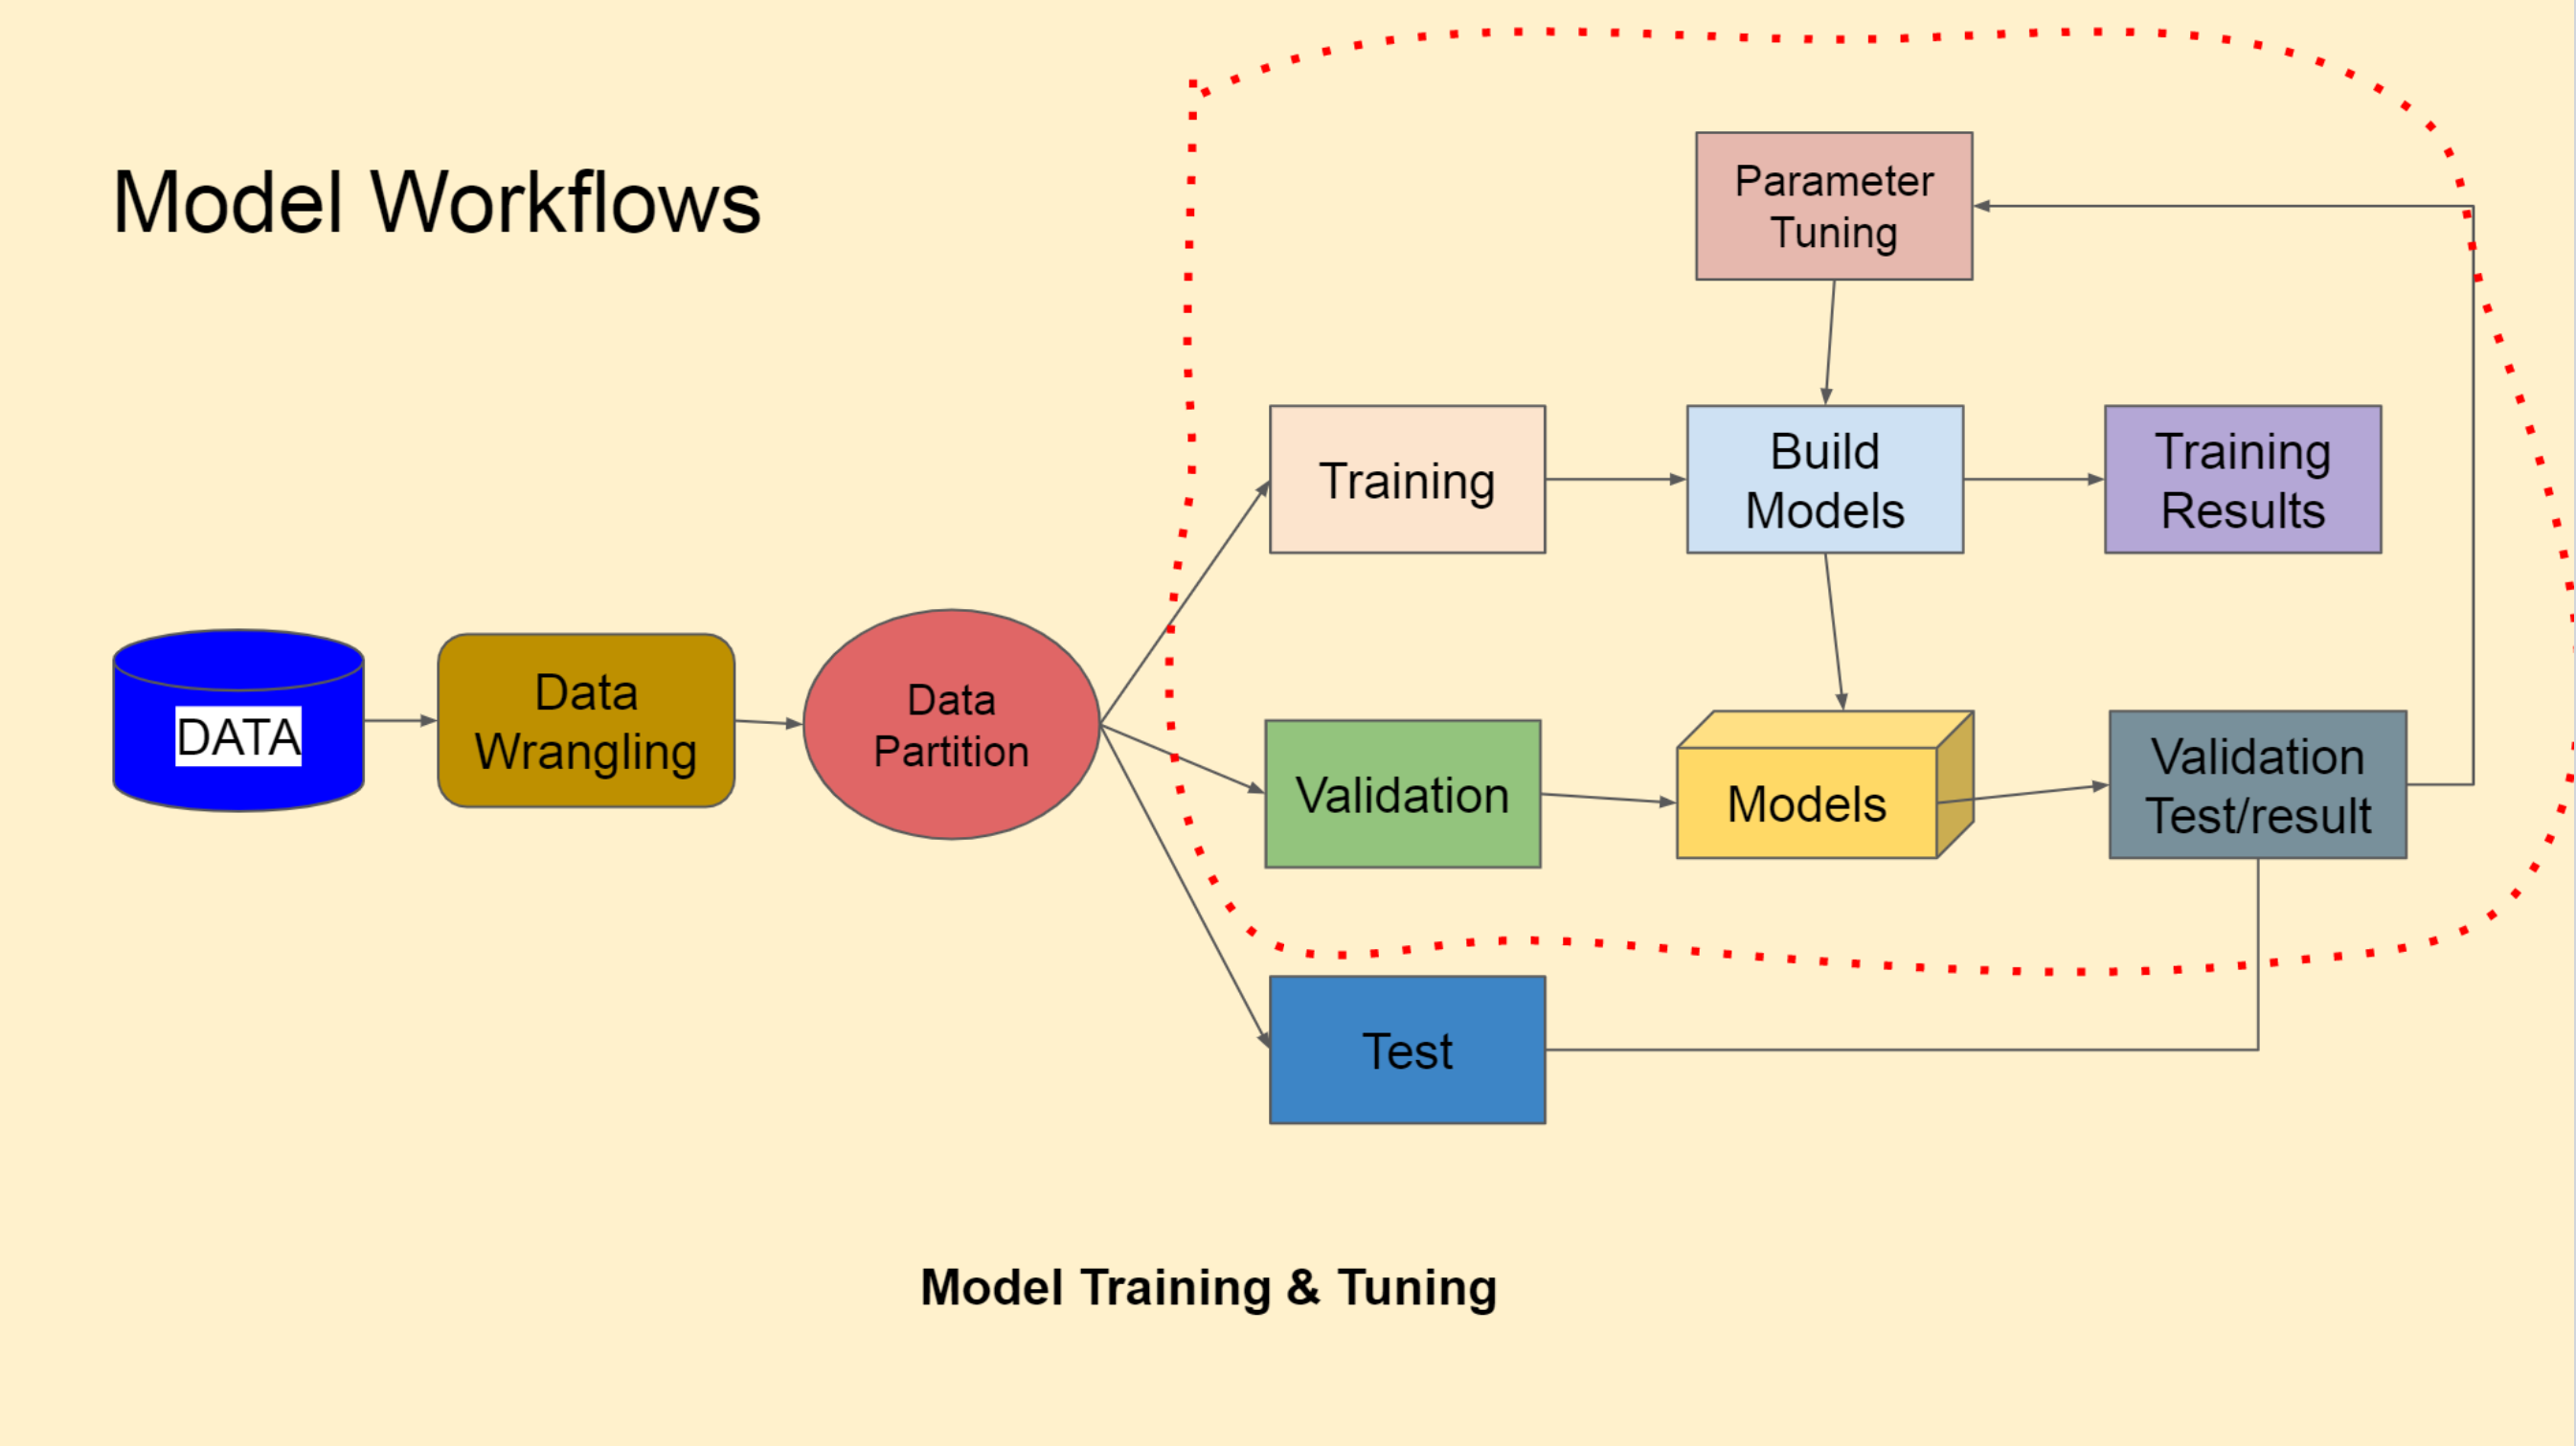 Model Workflows
Parameter
Tuning
Training
Build
Models
Training
Results
DATA
Data
Wrangling
Data
Partition
Validation
Models
Validation
Test/result
Test
Model Training & Tuning